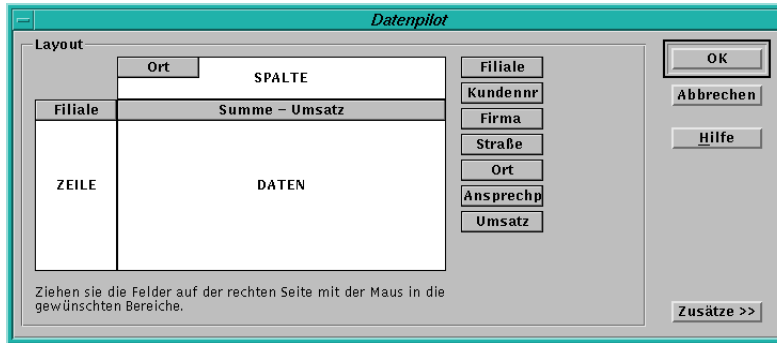 Datenpilot
Layout
Ort
SPALTE
Filiale
Summe – Umsatz
ZEILE
DATEN
Filiale
Kundennr
Firma
Straße
Ort
Ansprechp
Umsatz
Ziehen sie die Felder auf der rechten Seite mit der Maus in die
gewünschten Bereiche.
OK
Abbrechen
Hilfe
Zusätze >>